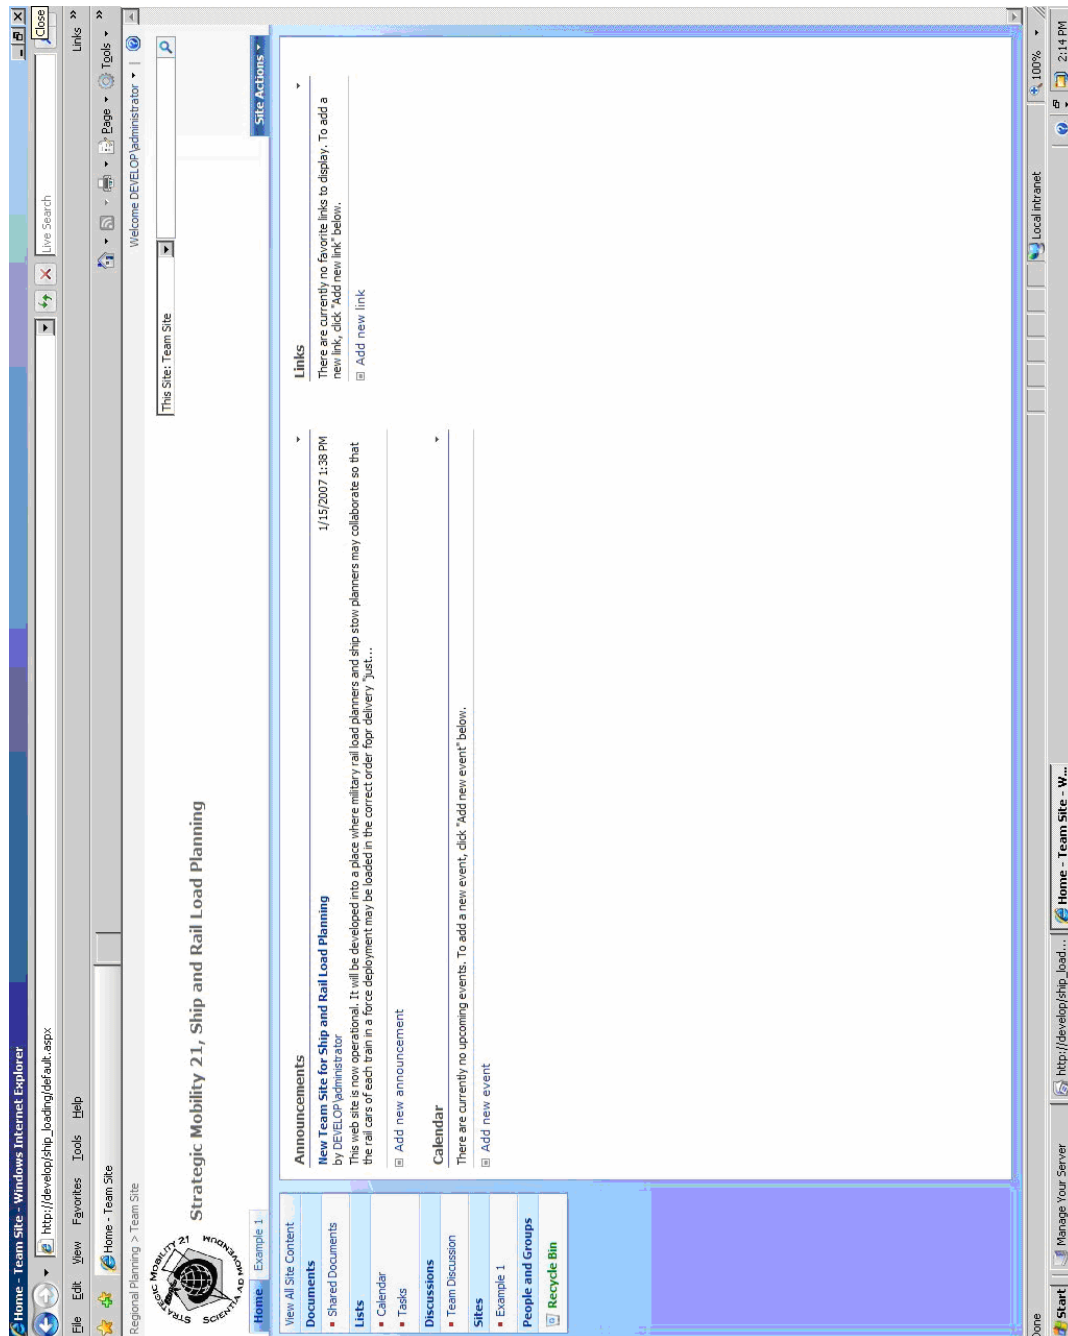 Home - Team Site - Windows Internet Explorer
Close
http://develop/ship_loading/default.aspx
Live Search
File Edit View Favorites Tools Help
Links »
Home - Team Site
Page Tools »
Regional Planning > Team Site
Welcome DEVELOP\administrator
STRATEGIC MOBILITY 21
SCIENTIA AD MOVENDUM
Strategic Mobility 21, Ship and Rail Load Planning
This Site: Team Site
Home Example 1
Site Actions
View All Site Content
Documents
Shared Documents
Lists
Calendar
Tasks
Discussions
Team Discussion
Sites
Example 1
People and Groups
Recycle Bin
Announcements
New Team Site for Ship and Rail Load Planning 1/15/2007 1:38 PM
by DEVELOP\administrator
This web site is now operational. It will be developed into a place where military rail load planners and ship stow planners may collaborate so that
the rail cars of each train in a force deployment may be loaded in the correct order fopr delivery "just...
Add new announcement
Calendar
There are currently no upcoming events. To add a new event, click "Add new event" below.
Add new event
Links
There are currently no favorite links to display. To add a
new link, click "Add new link" below.
Add new link
Done
Local intranet
100%
Start
Manage Your Server
http://develop/ship_load...
Home - Team Site - W...
2:14 PM